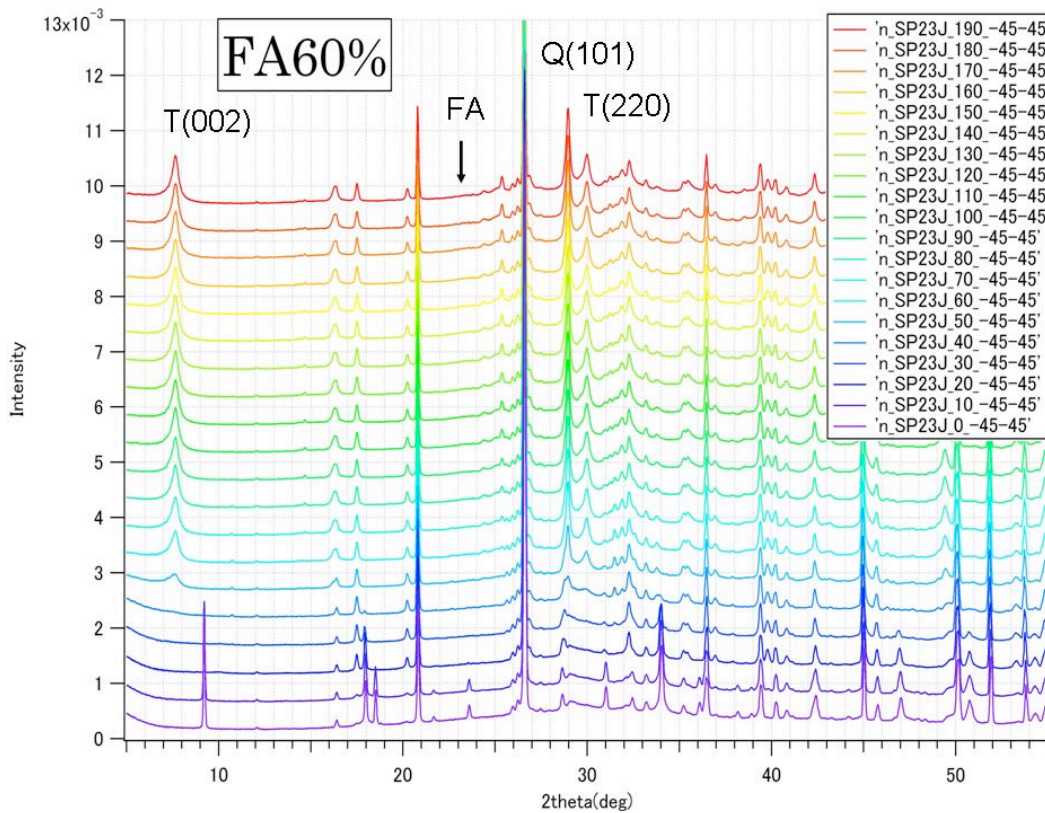 13x10⁻³
12
11
10
9
8
7
6
5
4
3
2
1
0
Intensity
FA60%
T(002)
FA
Q(101)
T(220)
'n_SP23J_190_-45-45
'n_SP23J_180_-45-45
'n_SP23J_170_-45-45
'n_SP23J_160_-45-45
'n_SP23J_150_-45-45
'n_SP23J_140_-45-45
'n_SP23J_130_-45-45
'n_SP23J_120_-45-45
'n_SP23J_110_-45-45
'n_SP23J_100_-45-45
'n_SP23J_90_-45-45'
'n_SP23J_80_-45-45'
'n_SP23J_70_-45-45'
'n_SP23J_60_-45-45'
'n_SP23J_50_-45-45'
'n_SP23J_40_-45-45'
'n_SP23J_30_-45-45'
'n_SP23J_20_-45-45'
'n_SP23J_10_-45-45'
'n_SP23J_0_-45-45'
10 20 30 40 50
2theta(deg)